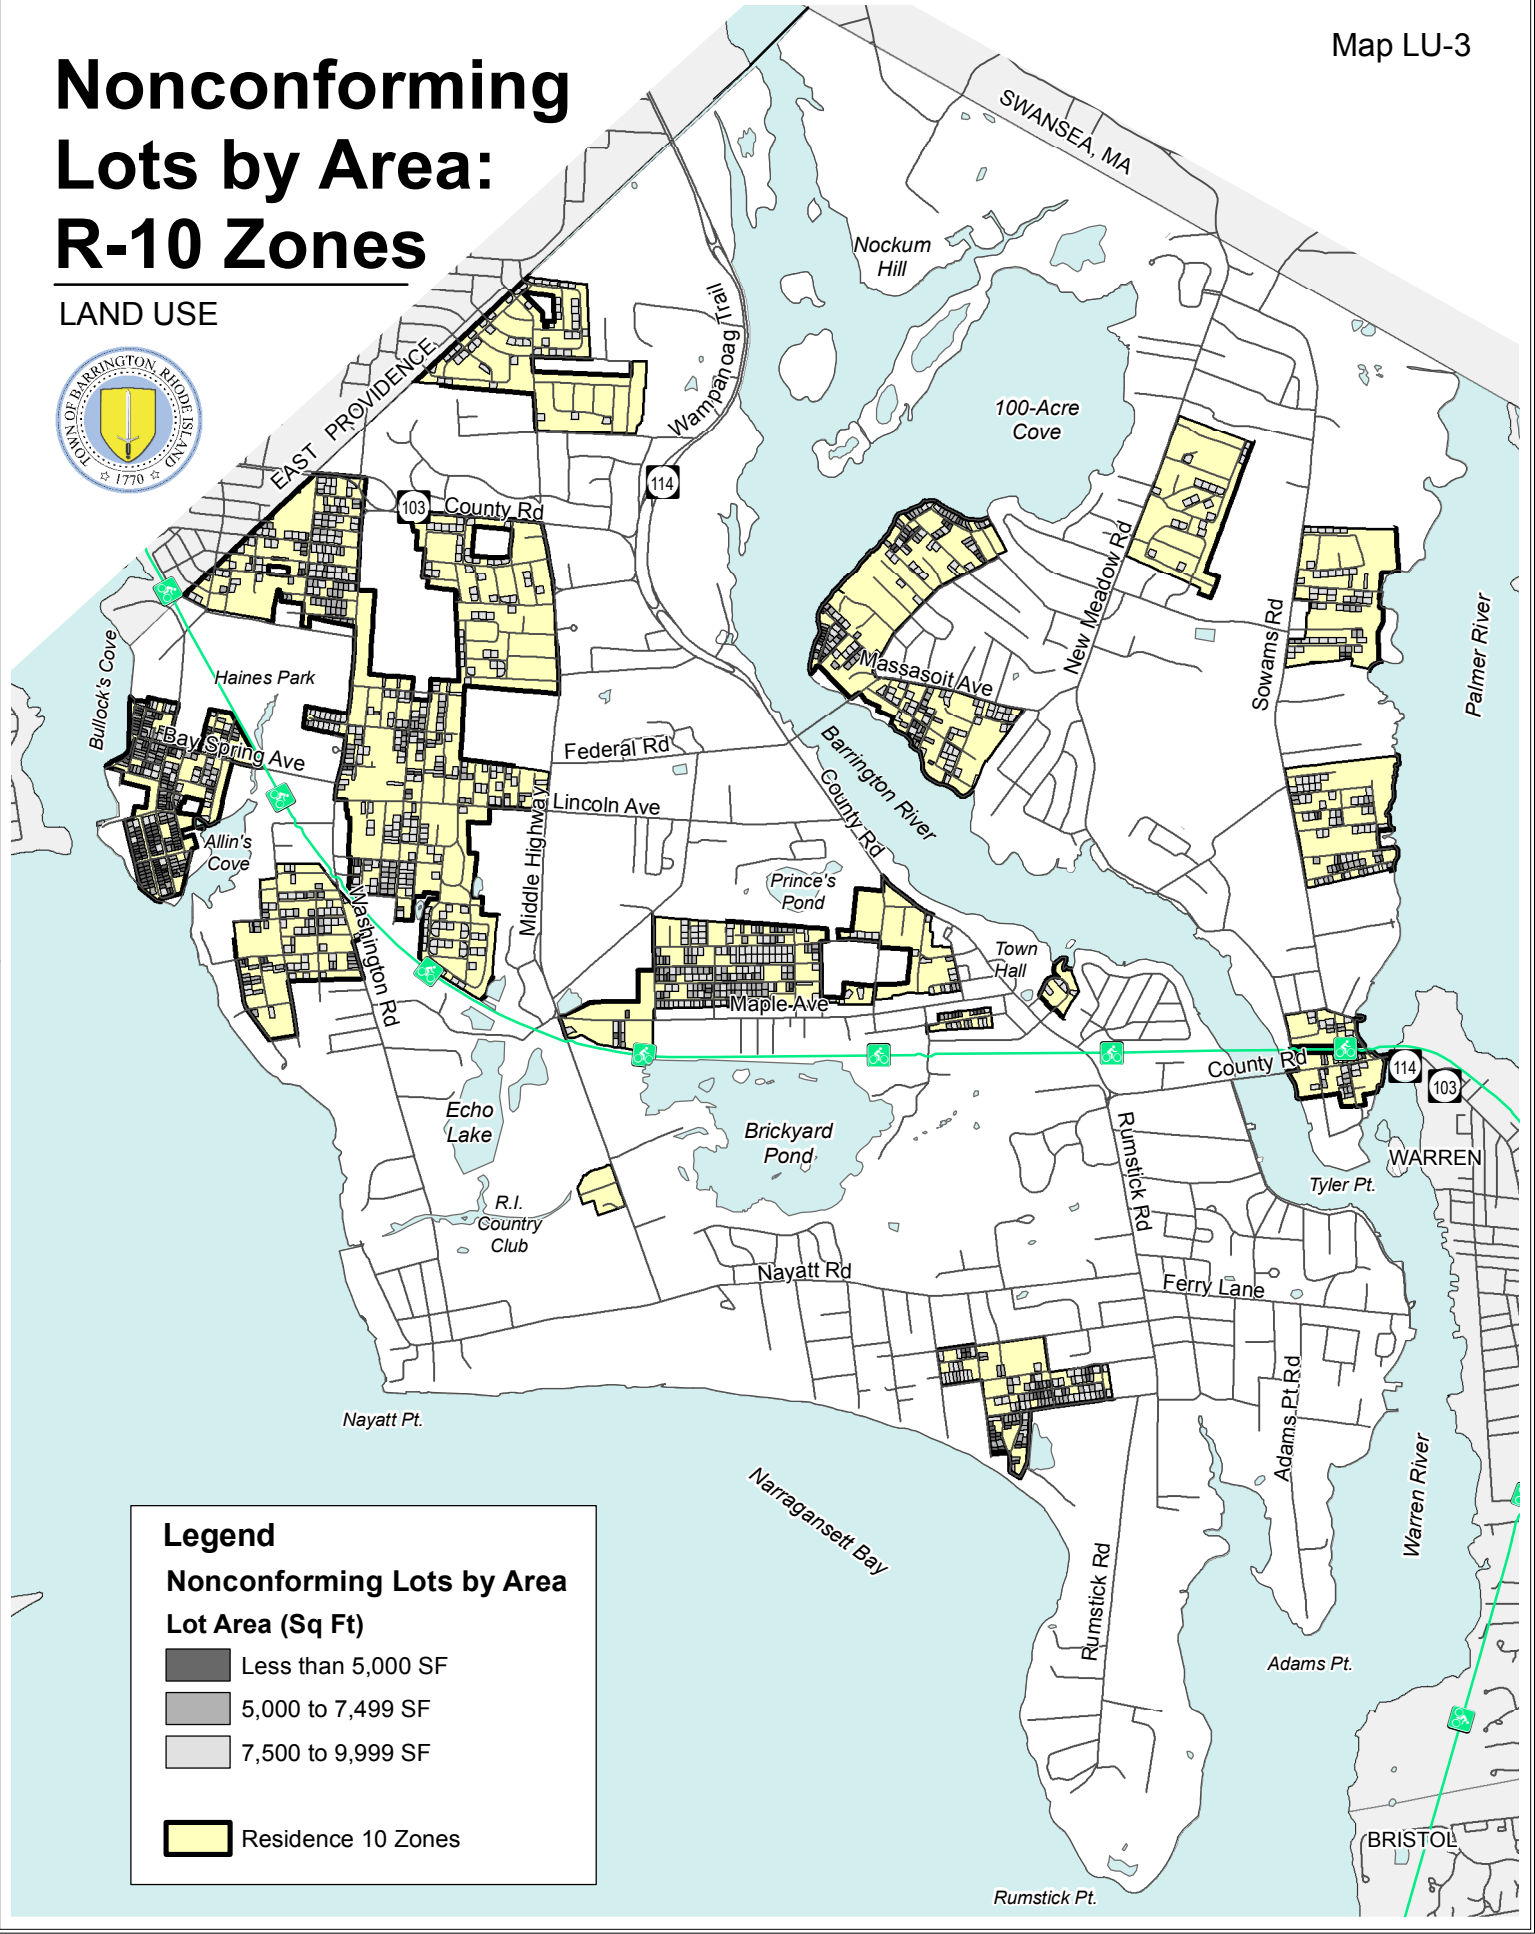 Map LU-3
Nonconforming
Lots by Area:
R-10 Zones
LAND USE
TOWN OF BARRINGTON, RHODE ISLAND
1770
SWANSEA, MA
Nockum
Hill
Wampanoag Trail
EAST PROVIDENCE
100-Acre
Cove
114
103
County Rd
New Meadow Rd
Sowams Rd
Palmer River
Bullock's Cove
Haines Park
Massasoit Ave
Bay Spring Ave
Federal Rd
Barrington River
Lincoln Ave
County Rd
Middle Highway
Allin's
Cove
Prince's
Pond
Washington Rd
Town
Hall
Maple Ave
County Rd
114
103
Echo
Lake
Brickyard
Pond
Rumstick Rd
WARREN
Tyler Pt.
R.I.
Country
Club
Nayatt Rd
Ferry Lane
Adams Pt Rd
Nayatt Pt.
Narragansett Bay
Warren River
Rumstick Rd
Adams Pt.
Legend
Nonconforming Lots by Area
Lot Area (Sq Ft)
Less than 5,000 SF
5,000 to 7,499 SF
7,500 to 9,999 SF
Residence 10 Zones
BRISTOL
Rumstick Pt.